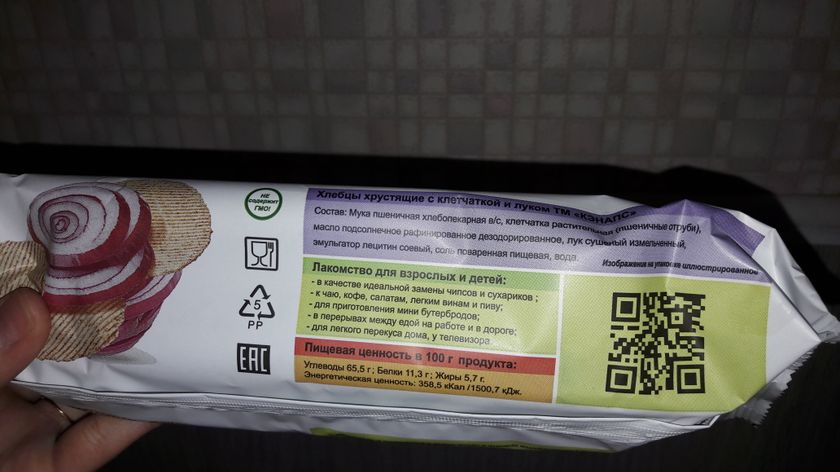 НЕ
содержит
ГМО!
5
PP
EAC
Хлебцы хрустящие с клетчаткой и луком ТМ «КЭНАПС»
Состав: Мука пшеничная хлебопекарная в/с, клетчатка растительная (пшеничные отруби),
масло подсолнечное рафинированное дезодорированное, лук сушеный измельченный,
эмульгатор лецитин соевый, соль поваренная пищевая, вода.
Изображения на упаковке иллюстрированное
Лакомство для взрослых и детей:
- в качестве идеальной замены чипсов и сухариков ;
- к чаю, кофе, салатам, легким винам и пиву;
- для приготовления мини бутербродов;
- в перерывах между едой на работе и в дороге;
- для легкого перекуса дома, у телевизора
Пищевая ценность в 100 г продукта:
Углеводы 65,5 г ; Белки 11,3 г ; Жиры 5,7 г.
Энергетическая ценность: 358,5 кКал /1500,7 кДж.